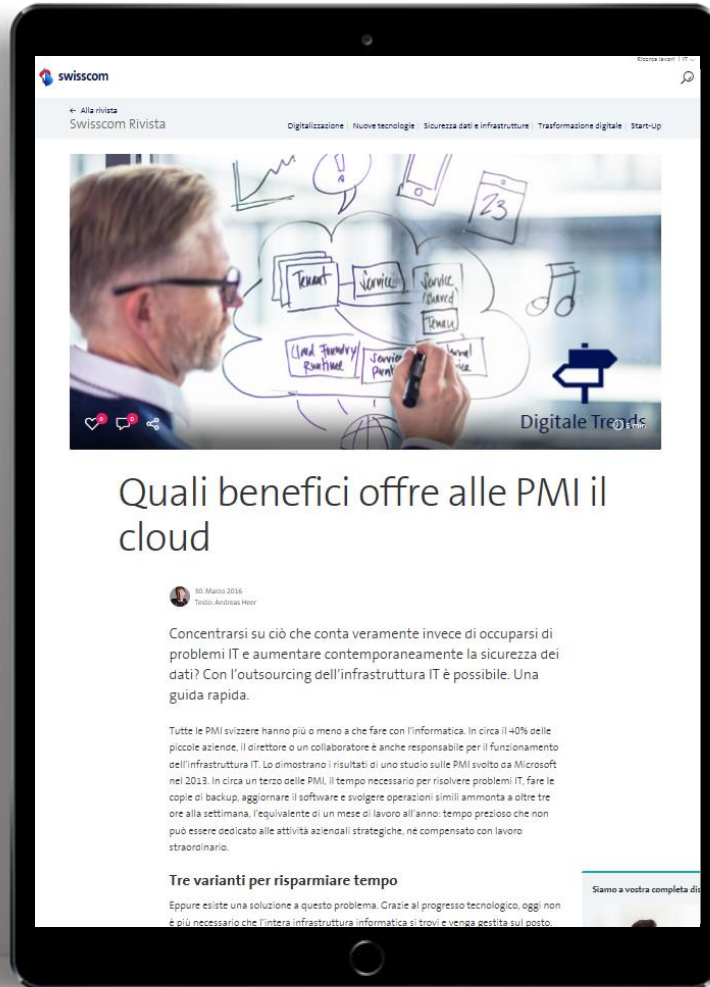 Ricerca lavori | IT
swisscom
← Alla rivista
Swisscom Rivista
Digitalizzazione | Nuove tecnologie | Sicurezza dati e infrastrutture | Trasformazione digitale | Start-Up
23
Tenant
Service
Service
shared
Tenant
Cloud Foundry
Runtime
Service
0
0
Digitale Trends
Quali benefici offre alle PMI il
cloud
30. Marzo 2016
Testo: Andreas Heer
Concentrarsi su ciò che conta veramente invece di occuparsi di
problemi IT e aumentare contemporaneamente la sicurezza dei
dati? Con l'outsourcing dell'infrastruttura IT è possibile. Una
guida rapida.
Tutte le PMI svizzere hanno più o meno a che fare con l'informatica. In circa il 40% delle
piccole aziende, il direttore o un collaboratore è anche responsabile per il funzionamento
dell'infrastruttura IT. Lo dimostrano i risultati di uno studio sulle PMI svolto da Microsoft
nel 2013. In circa un terzo delle PMI, il tempo necessario per risolvere problemi IT, fare le
copie di backup, aggiornare il software e svolgere operazioni simili ammonta a oltre tre
ore alla settimana, l'equivalente di un mese di lavoro all'anno: tempo prezioso che non
può essere dedicato alle attività aziendali strategiche, né compensato con lavoro
straordinario.
Tre varianti per risparmiare tempo
Siamo a vostra completa
Eppure esiste una soluzione a questo problema. Grazie al progresso tecnologico, oggi non
è più necessario che l'intera infrastruttura informatica si trovi e venga gestita sul posto.